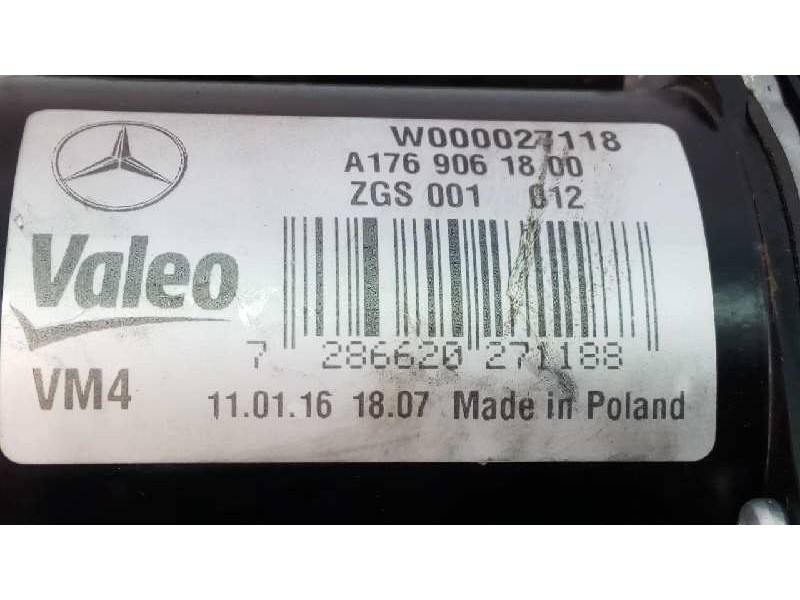 W000027118
A176 906 18 00
ZGS 001 012
Valeo
7 286620 271188
VM4
11.01.16 18.07 Made in Poland